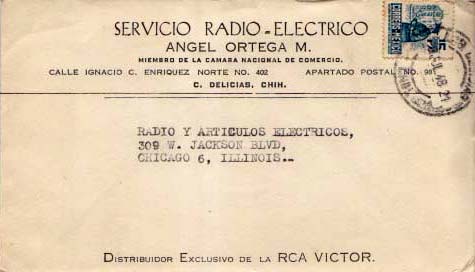 SERVICIO RADIO-ELECTRICO
ANGEL ORTEGA M.
MIEMBRO DE LA CAMARA NACIONAL DE COMERCIO.
CALLE IGNACIO C. ENRIQUEZ NORTE NO. 402 APARTADO POSTAL NO. 99
C. DELICIAS, CHIH.
RADIO Y ARTICULOS ELECTRICOS,
309 W. JACKSON BLVD,
CHICAGO 6, ILLINOIS.--
DISTRIBUIDOR EXCLUSIVO DE LA RCA VICTOR.